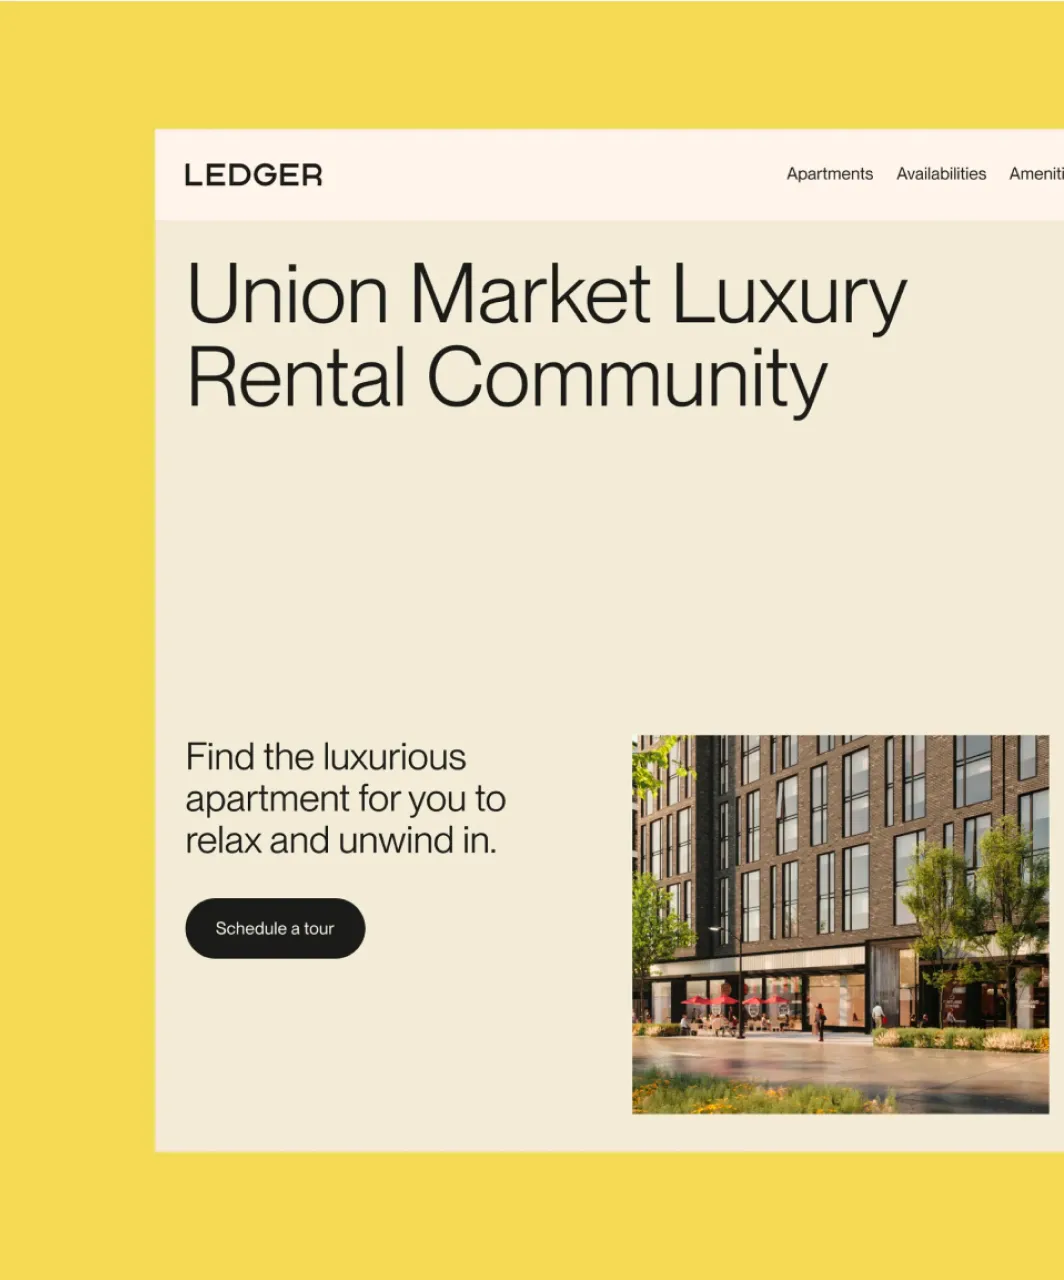 LEDGER
Apartments Availabilities Ameniti
Union Market Luxury
Rental Community
Find the luxurious
apartment for you to
relax and unwind in.
Schedule a tour